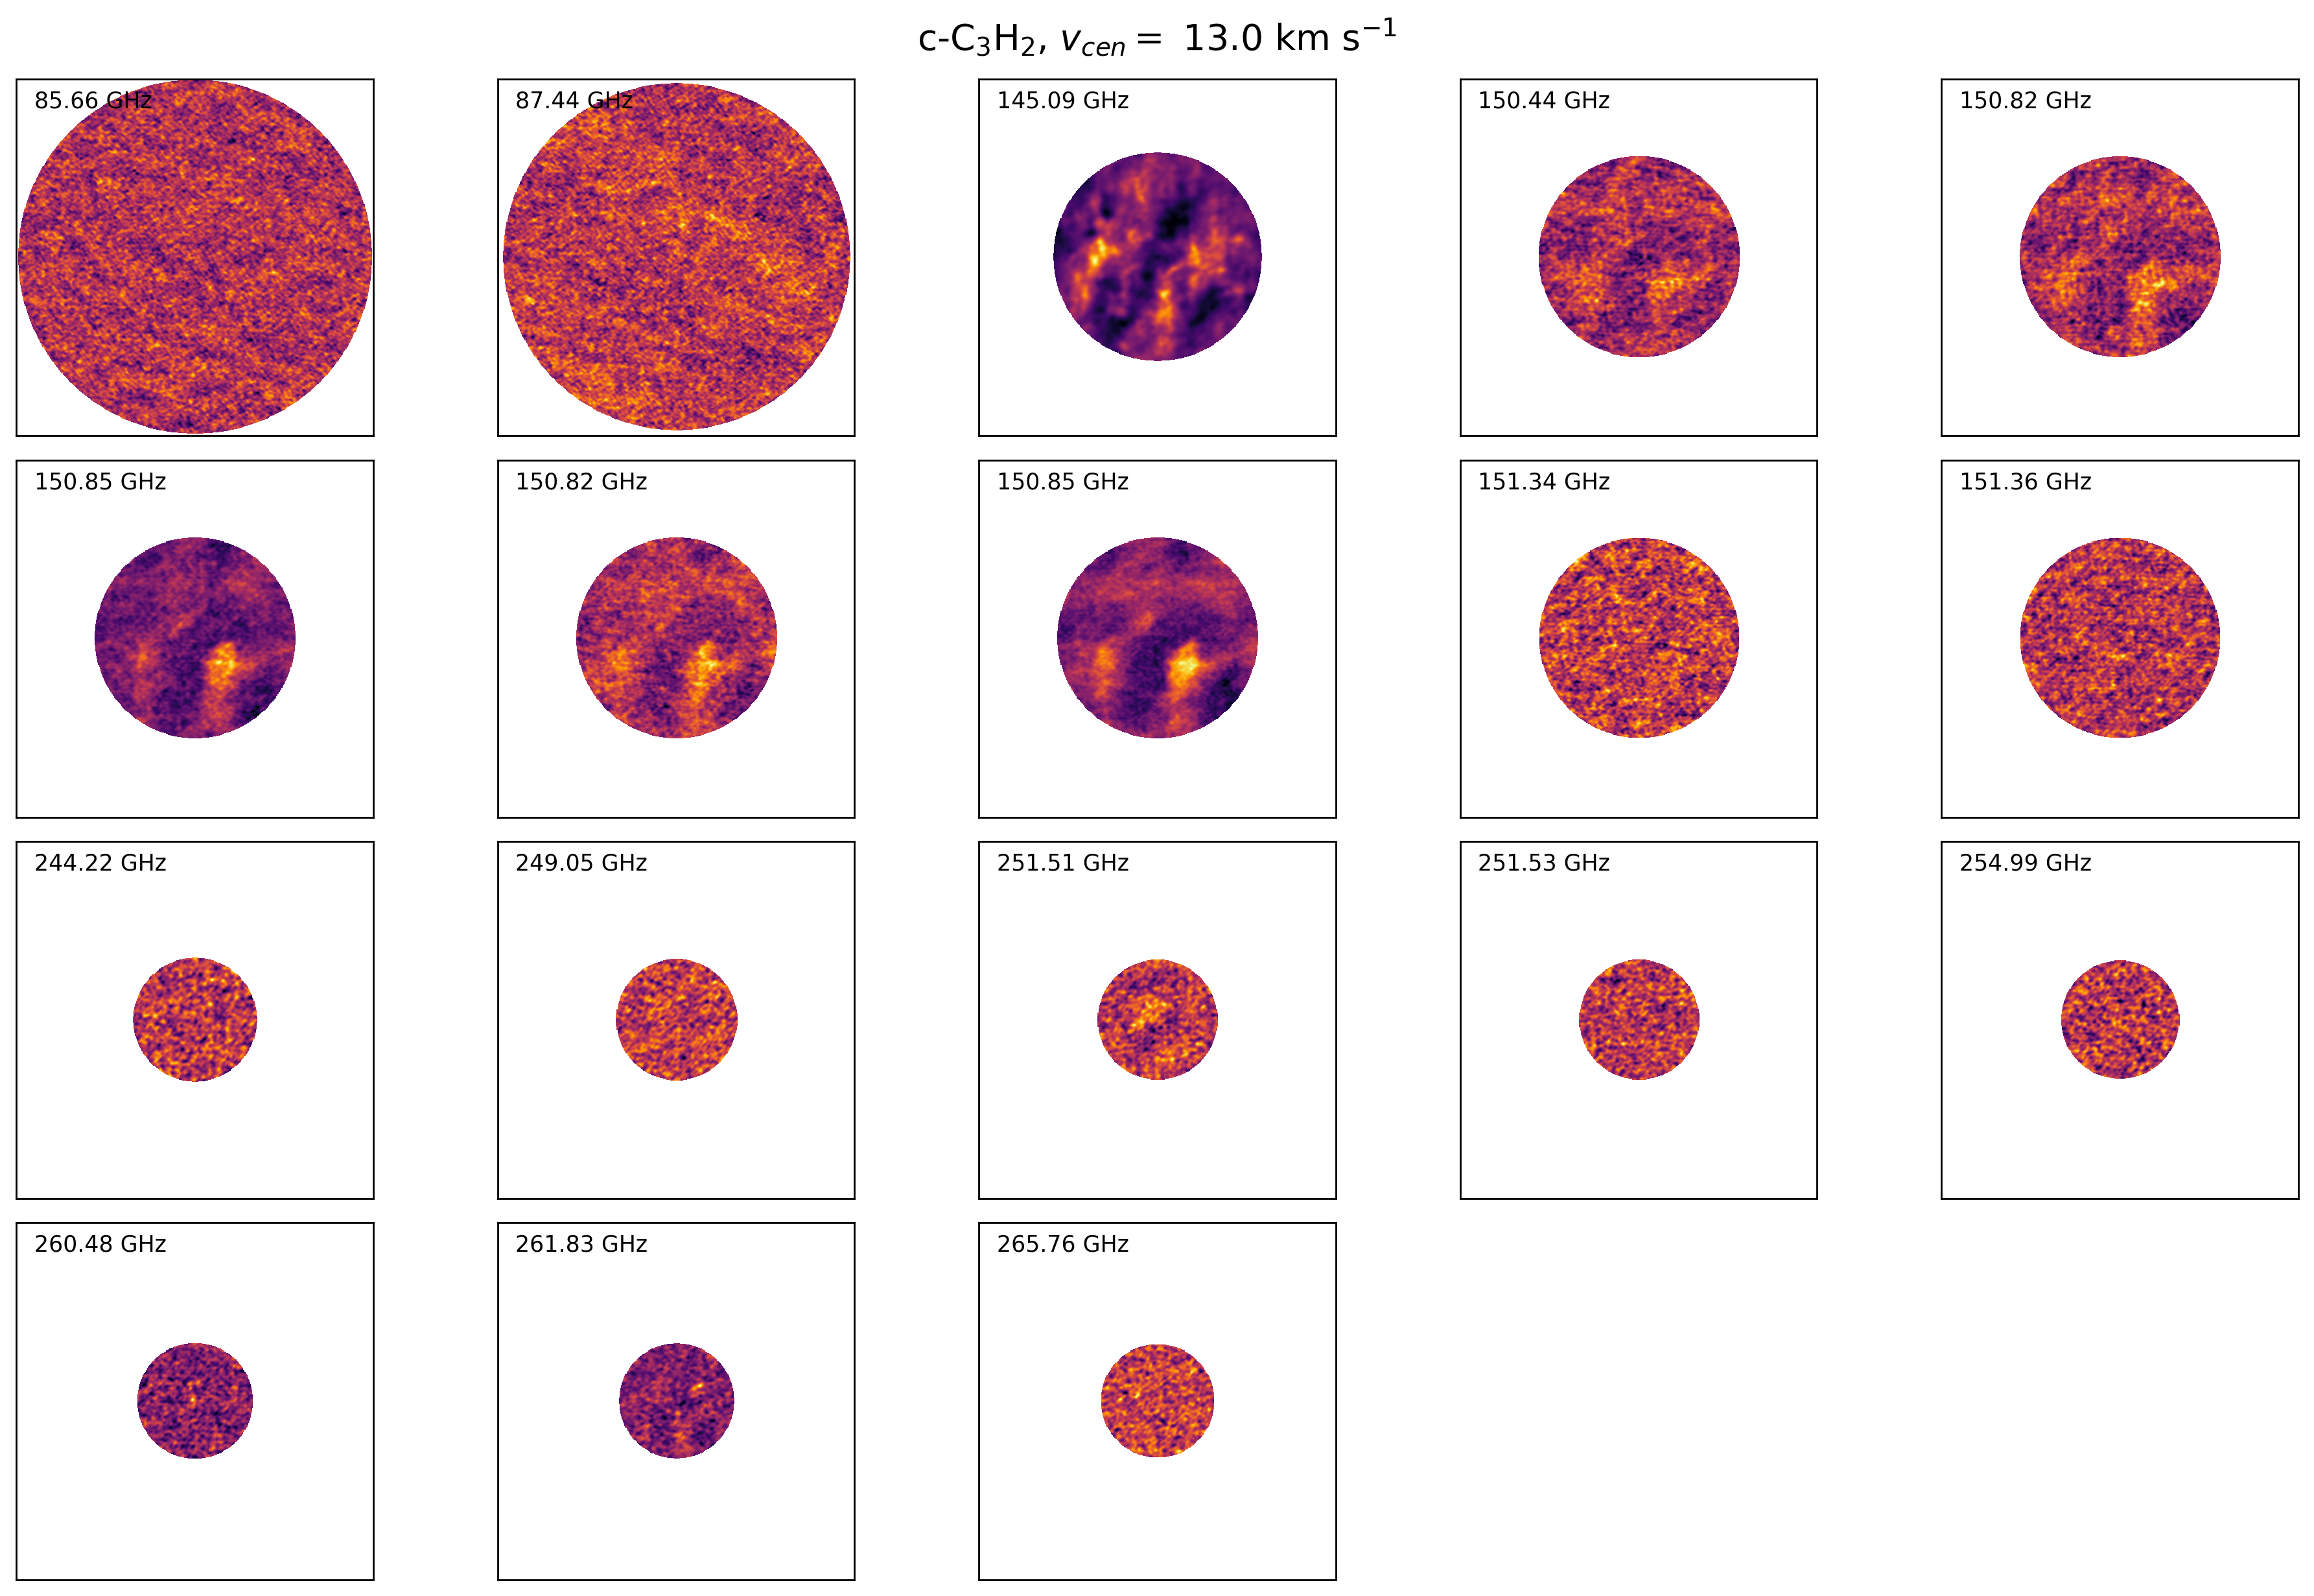 c-C₃H₂, v_cen = 13.0 km s⁻¹
85.66 GHz
87.44 GHz
145.09 GHz
150.44 GHz
150.82 GHz
150.85 GHz
150.82 GHz
150.85 GHz
151.34 GHz
151.36 GHz
244.22 GHz
249.05 GHz
251.51 GHz
251.53 GHz
254.99 GHz
260.48 GHz
261.83 GHz
265.76 GHz